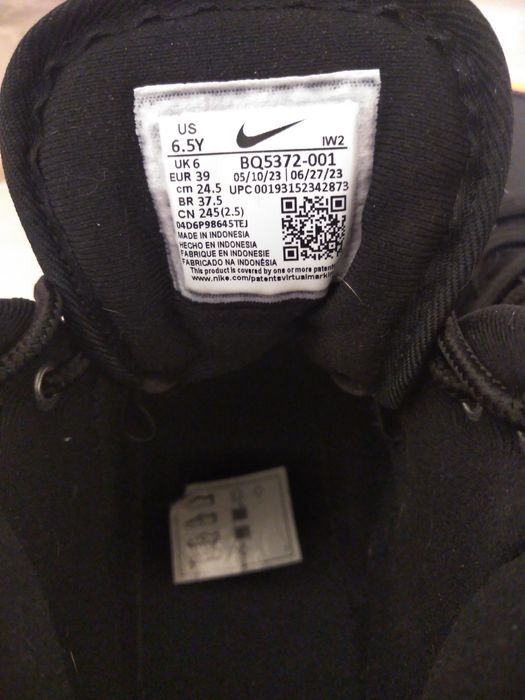 US
6.5Y
IW2
UK 6 BQ5372-001
EUR 39 05/10/23 | 06/27/23
cm 24.5 UPC 00193152342873
BR 37.5
CN 245(2.5)
04D6P98645TEJ
MADE IN INDONESIA
HECHO EN INDONESIA
FABRIQUE EN INDONESIE
FABRICADO NA INDONÉSIA
This product is covered by one or more paten
www.nike.com/patentsvirtualmarki